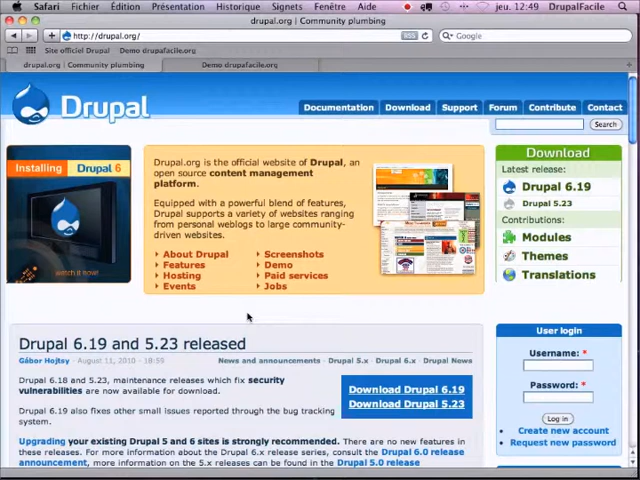 Safari Fichier Édition Présentation Historique Signets Fenêtre Aide jeu. 12:49 DrupalFacile
drupal.org | Community plumbing
http://drupal.org/ RSS Google
Site officiel Drupal Demo drupalfacile.org
drupal.org | Community plumbing Demo drupalfacile.org
Drupal
Documentation Download Support Forum Contribute Contact
Search
Installing Drupal 6
watch it now!
Drupal.org is the official website of Drupal, an
open source content management
platform.
Equipped with a powerful blend of features,
Drupal supports a variety of websites ranging
from personal weblogs to large community-
driven websites.
About Drupal
Features
Hosting
Events
Screenshots
Demo
Paid services
Jobs
Download
Latest release:
Drupal 6.19
Drupal 5.23
Contributions:
Modules
Themes
Translations
Drupal 6.19 and 5.23 released
Gábor Hojtsy - August 11, 2010 - 18:59
News and announcements · Drupal 5.x · Drupal 6.x · Drupal News
Drupal 6.18 and 5.23, maintenance releases which fix security
vulnerabilities are now available for download.
Drupal 6.19 also fixes other small issues reported through the bug tracking
system.
Download Drupal 6.19
Download Drupal 5.23
Upgrading your existing Drupal 5 and 6 sites is strongly recommended. There are no new features in
these releases. For more information about the Drupal 6.x release series, consult the Drupal 6.0 release
announcement, more information on the 5.x releases can be found in the Drupal 5.0 release
User login
Username: *
Password: *
Log in
Create new account
Request new password